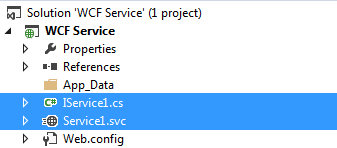 Solution 'WCF Service' (1 project)
WCF Service
Properties
References
App_Data
IService1.cs
Service1.svc
Web.config